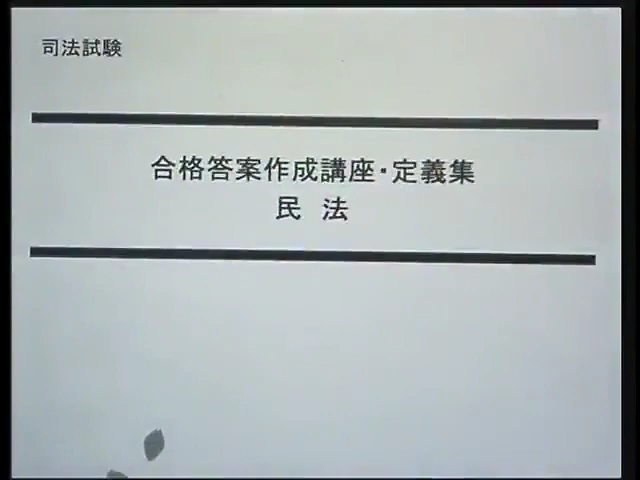 司法試験
合格答案作成講座・定義集
民 法